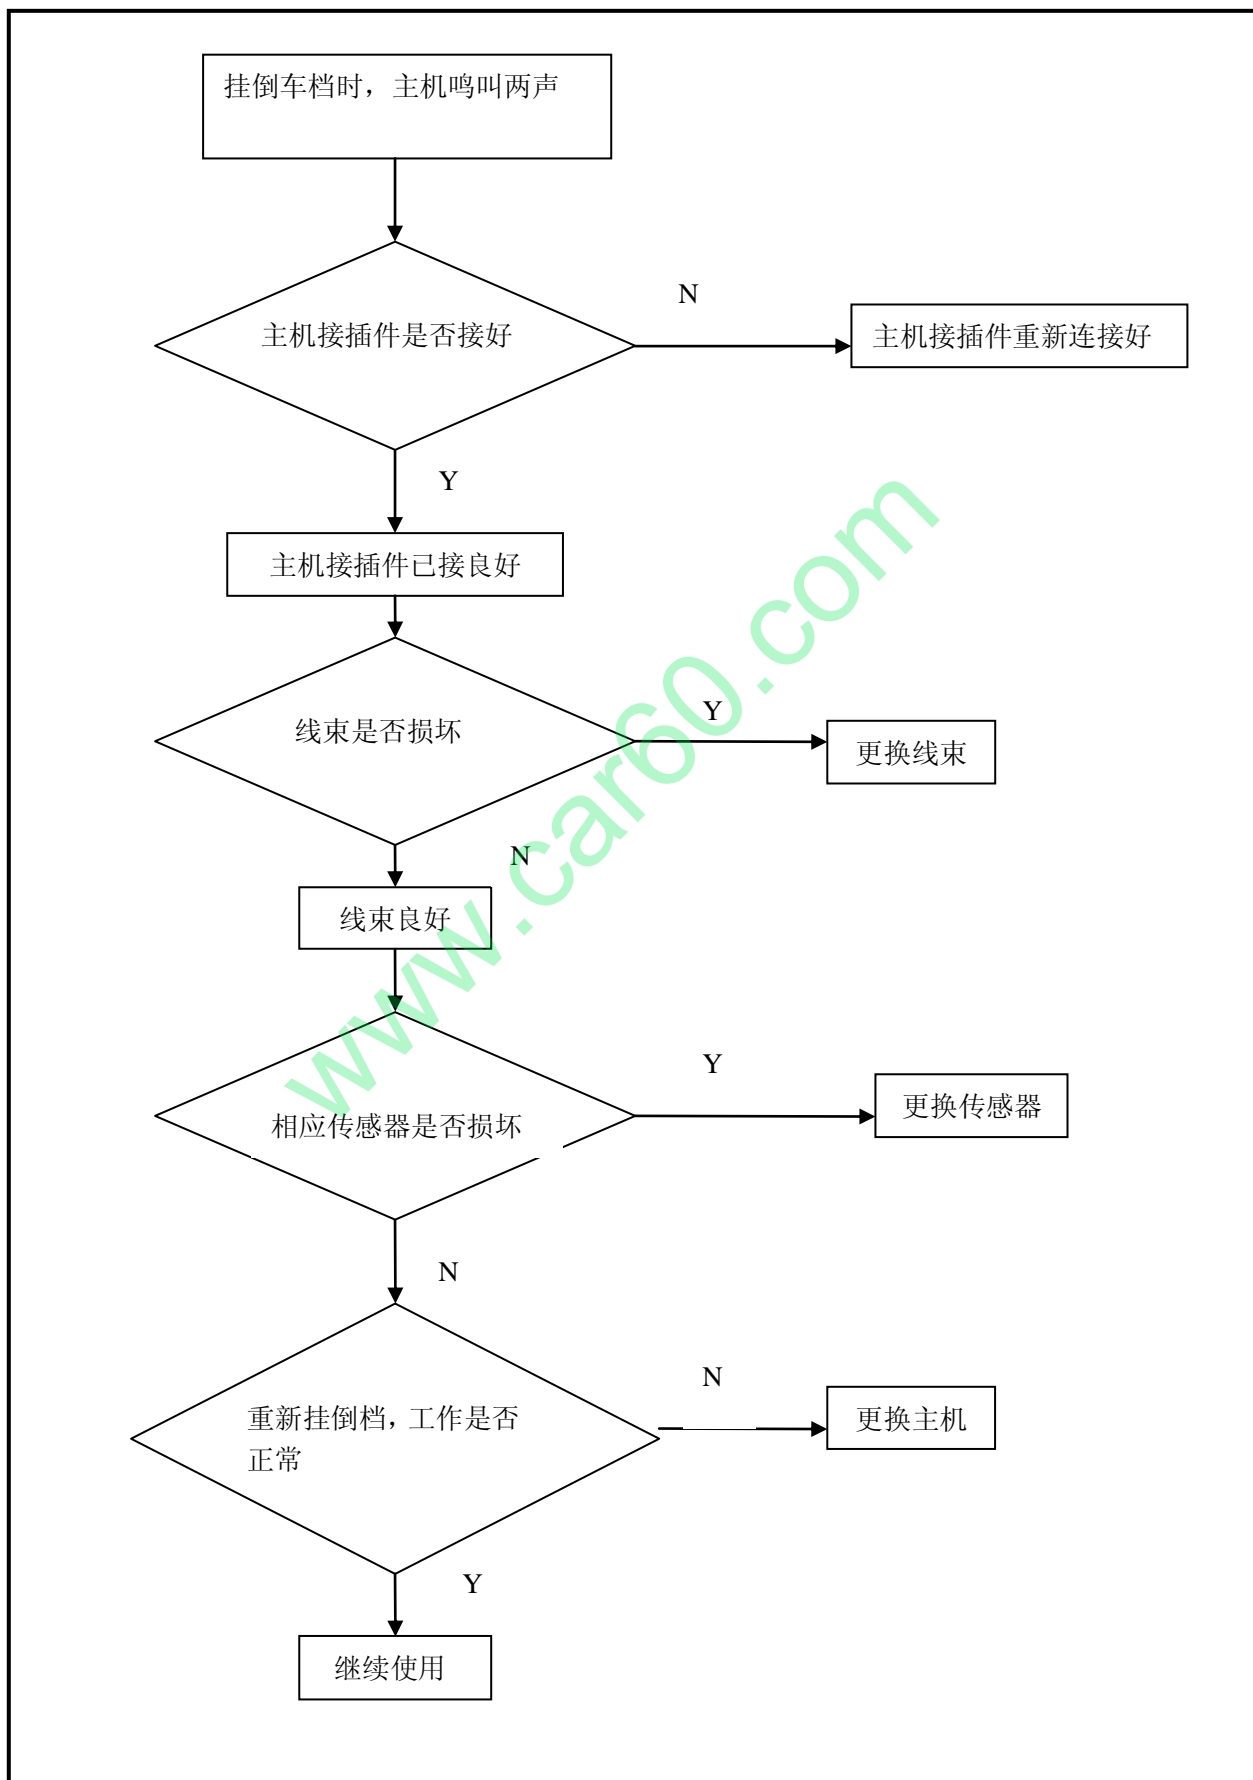 挂倒车档时，主机鸣叫两声
N
主机接插件是否接好
主机接插件重新连接好
Y
主机接插件已接良好
Y
线束是否损坏
更换线束
N
线束良好
www.car60.com
Y
相应传感器是否损坏
更换传感器
N
N
重新挂倒档，工作是否
正常
更换主机
Y
继续使用